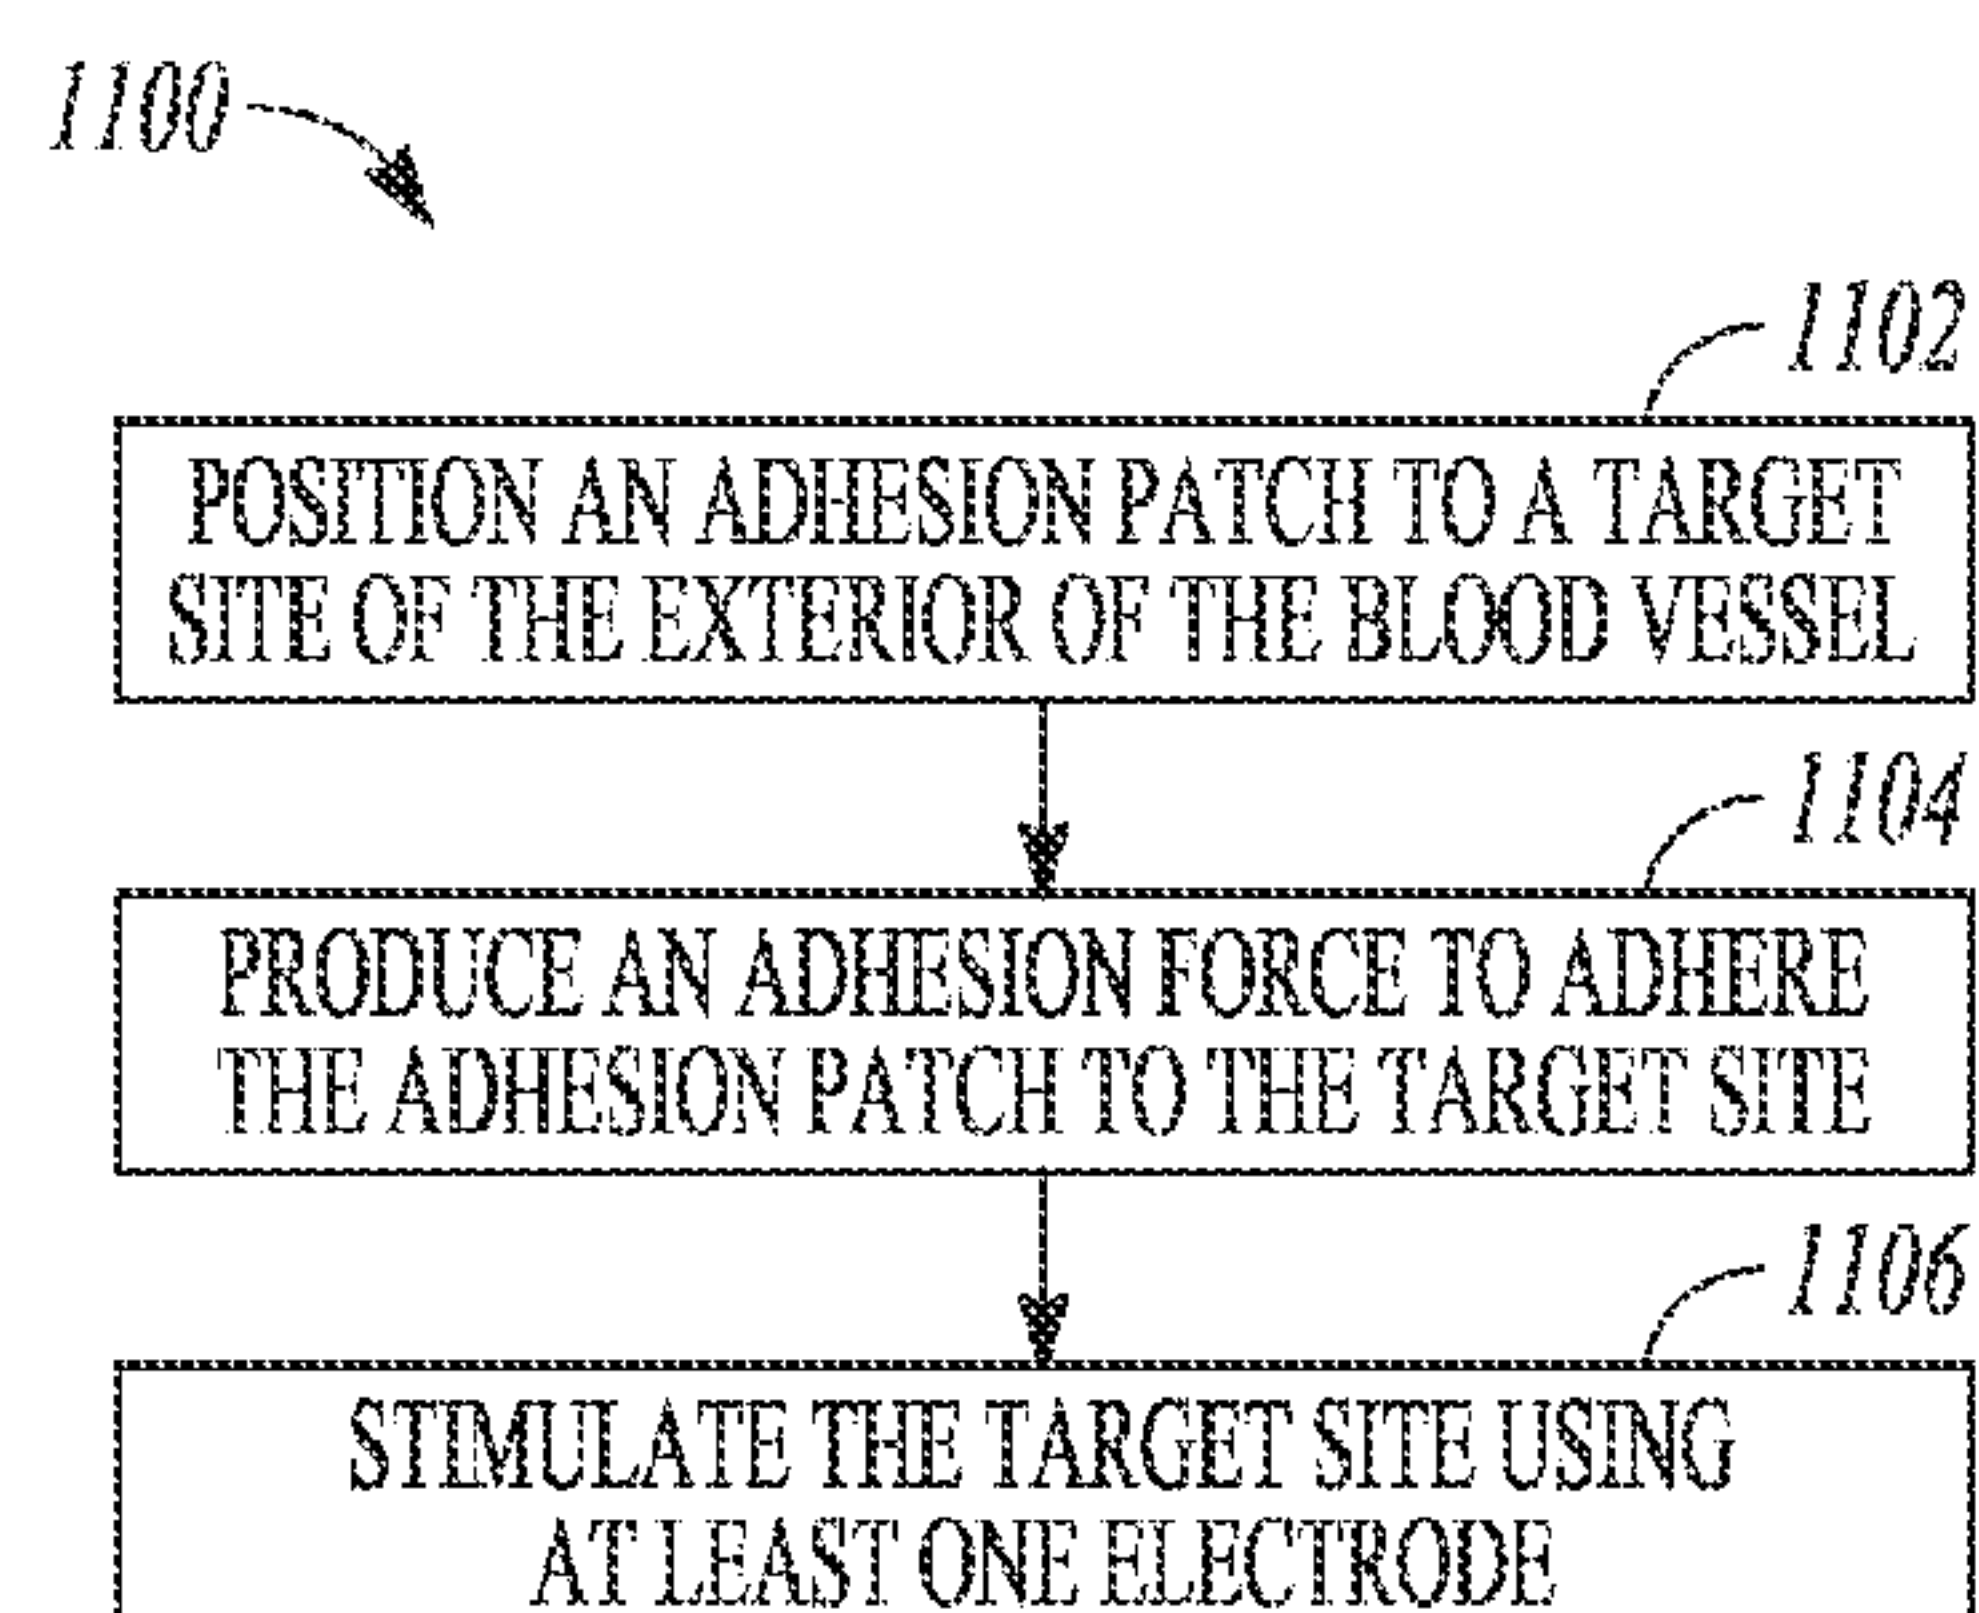 1100
1102
POSITION AN ADHESION PATCH TO A TARGET
SITE OF THE EXTERIOR OF THE BLOOD VESSEL
1104
PRODUCE AN ADHESION FORCE TO ADHERE
THE ADHESION PATCH TO THE TARGET SITE
1106
STIMULATE THE TARGET SITE USING
AT LEAST ONE ELECTRODE